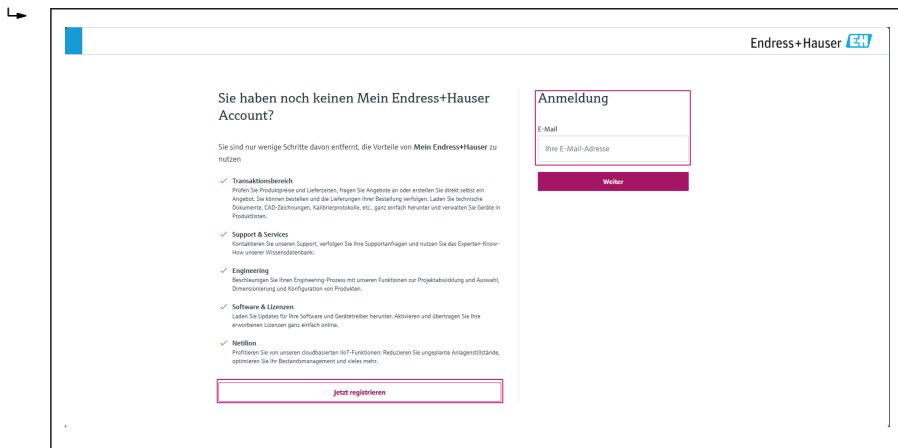 Endress+Hauser EH
Sie haben noch keinen Mein Endress+Hauser
Account?
Sie sind nur wenige Schritte davon entfernt, die Vorteile von Mein Endress+Hauser zu
nutzen
Transaktionsbereich
Prüfen Sie Produktpreise und Lieferzeiten, fragen Sie Angebote an oder erstellen Sie direkt selbst ein
Angebot. Sie können bestellen und die Lieferungen Ihrer Bestellung verfolgen. Laden Sie technische
Dokumente, CAD-Zeichnungen, Kalibrierprotokolle, etc., ganz einfach herunter und verwalten Sie Geräte in
Produktlisten.
Support & Services
Kontaktieren Sie unseren Support, verfolgen Sie Ihre Supportanfragen und nutzen Sie das Experten-Know-
How unserer Wissensdatenbank.
Engineering
Beschleunigen Sie Ihren Engineering-Prozess mit unseren Funktionen zur Projektabwicklung und Auswahl,
Dimensionierung und Konfiguration von Produkten.
Software & Lizenzen
Laden Sie Updates für Ihre Software und Gerätetreiber herunter. Aktivieren und übertragen Sie Ihre
erworbenen Lizenzen ganz einfach online.
Netilion
Profitieren Sie von unseren cloudbasierten IIoT-Funktionen: Reduzieren Sie ungeplante Anlagenstillstände,
optimieren Sie Ihr Bestandsmanagement und vieles mehr.
Jetzt registrieren
Anmeldung
E-Mail
Ihre E-Mail-Adresse
Weiter